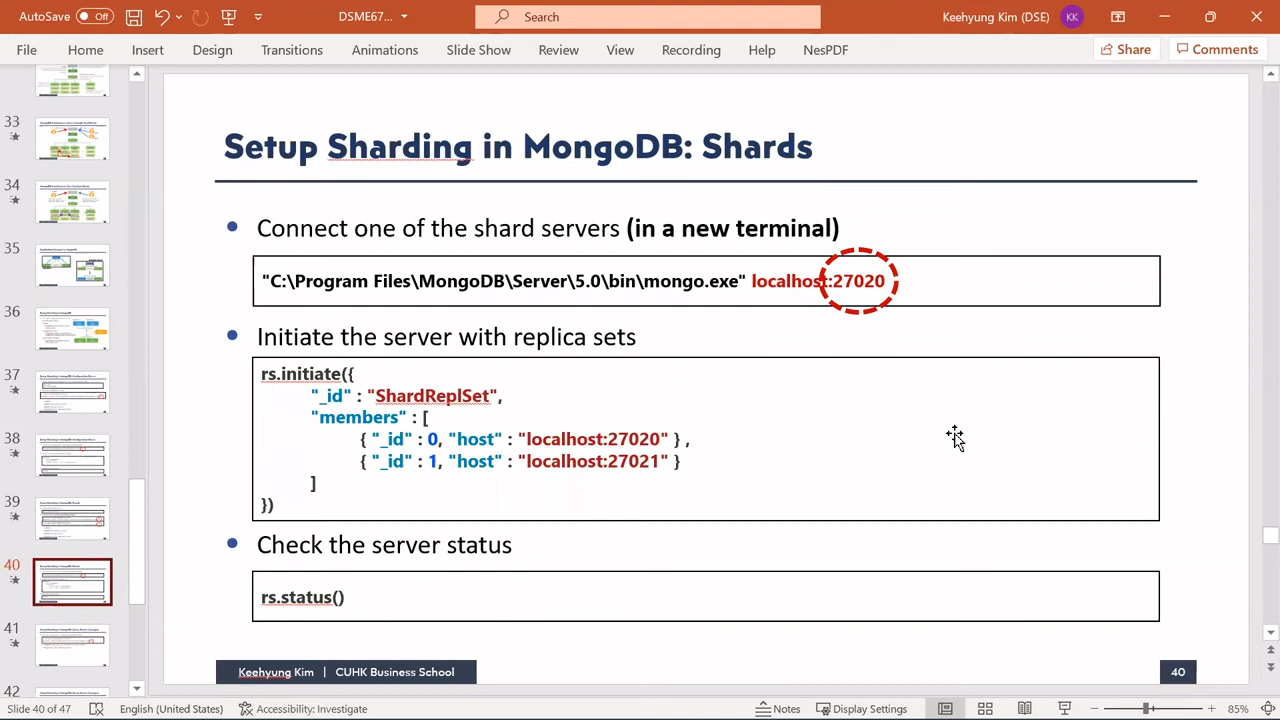 AutoSave Off DSME67... Search Keehyung Kim (DSE) KK
File Home Insert Design Transitions Animations Slide Show Review View Recording Help NesPDF Share Comments
33
35
37
39
40
41
Setup Sharding in MongoDB: Shards
• Connect one of the shard servers (in a new terminal)
"C:\Program Files\MongoDB\Server\5.0\bin\mongo.exe" localhost:27020
• Initiate the server with replica sets
rs.initiate({
"_id" : "ShardReplSet",
"members" : [
{ "_id" : 0, "host" : "localhost:27020" } ,
{ "_id" : 1, "host" : "localhost:27021" }
]
})
• Check the server status
rs.status()
Keehyung Kim | CUHK Business School 40
Slide 40 of 47 English (United States) Accessibility: Investigate Notes Display Settings 85%